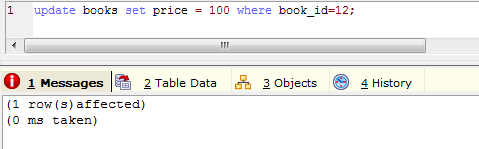 1 update books set price = 100 where book_id=12;
1 Messages 2 Table Data 3 Objects 4 History
(1 row(s)affected)
(0 ms taken)